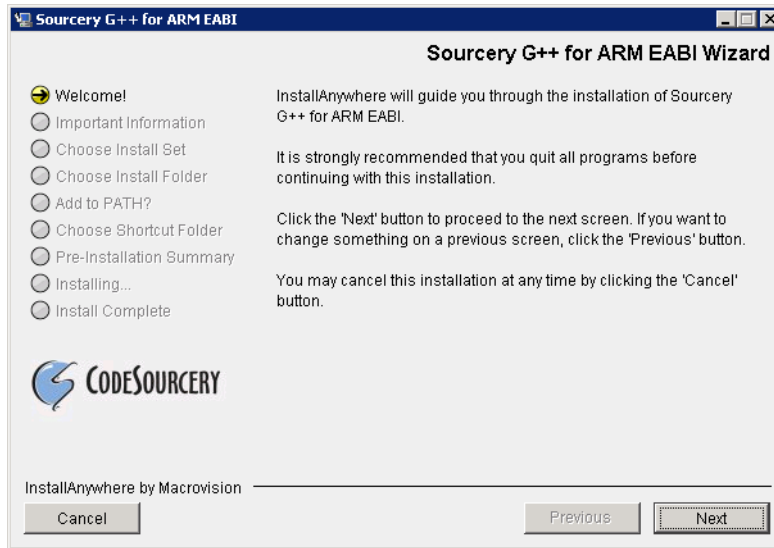 Sourcery G++ for ARM EABI
Sourcery G++ for ARM EABI Wizard
Welcome!
Important Information
Choose Install Set
Choose Install Folder
Add to PATH?
Choose Shortcut Folder
Pre-Installation Summary
Installing...
Install Complete
InstallAnywhere will guide you through the installation of Sourcery
G++ for ARM EABI.
It is strongly recommended that you quit all programs before
continuing with this installation.
Click the 'Next' button to proceed to the next screen. If you want to
change something on a previous screen, click the 'Previous' button.
You may cancel this installation at any time by clicking the 'Cancel'
button.
CODESOURCERY
InstallAnywhere by Macrovision
Cancel
Previous
Next